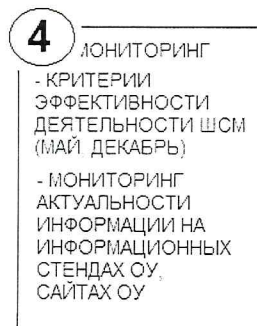 4
МОНИТОРИНГ
- КРИТЕРИИ
ЭФФЕКТИВНОСТИ
ДЕЯТЕЛЬНОСТИ ШСМ
(МАЙ, ДЕКАБРЬ)
- МОНИТОРИНГ
АКТУАЛЬНОСТИ
ИНФОРМАЦИИ НА
ИНФОРМАЦИОННЫХ
СТЕНДАХ ОУ,
САЙТАХ ОУ